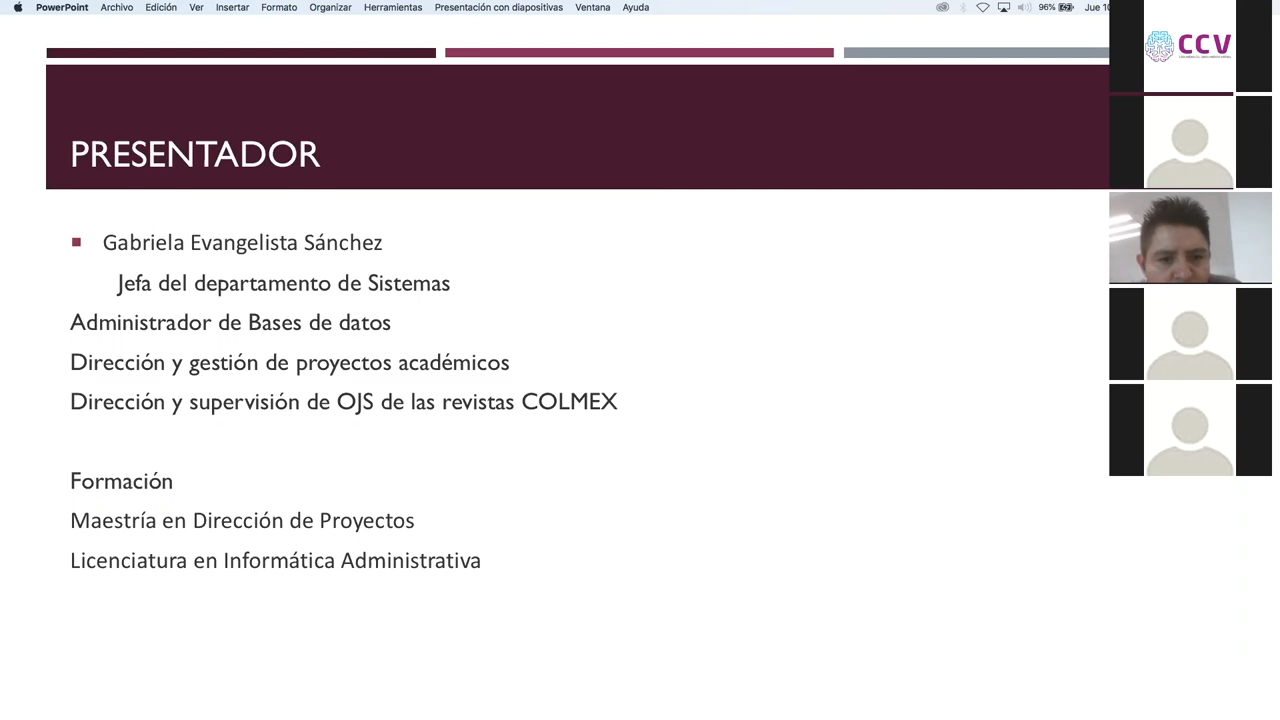 PowerPoint Archivo Edición Ver Insertar Formato Organizar Herramientas Presentación con diapositivas Ventana Ayuda 96% Jue 10
CCV
PRESENTADOR
Gabriela Evangelista Sánchez
Jefa del departamento de Sistemas
Administrador de Bases de datos
Dirección y gestión de proyectos académicos
Dirección y supervisión de OJS de las revistas COLMEX
Formación
Maestría en Dirección de Proyectos
Licenciatura en Informática Administrativa